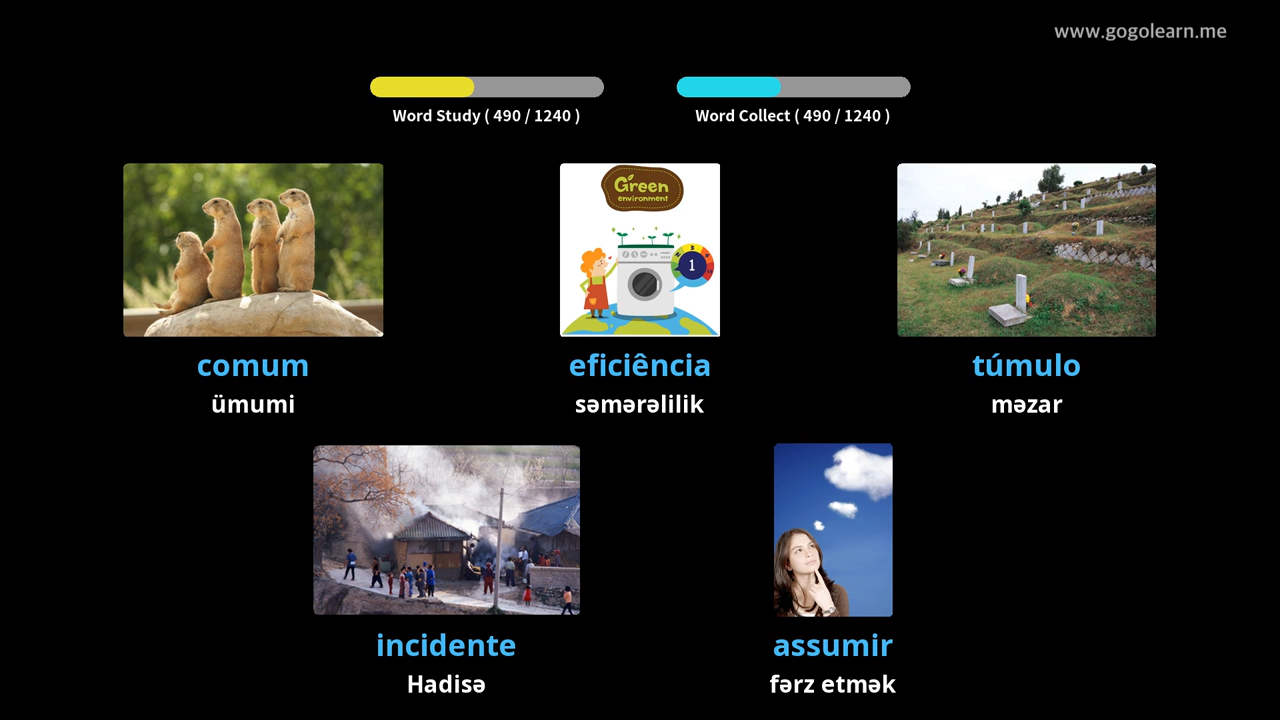 www.gogolearn.me
Word Study ( 490 / 1240 )
Word Collect ( 490 / 1240 )
Green
environment
1
comum
eficiência
túmulo
ümumi
səmərəlilik
məzar
incidente
assumir
Hadisə
fərz etmək